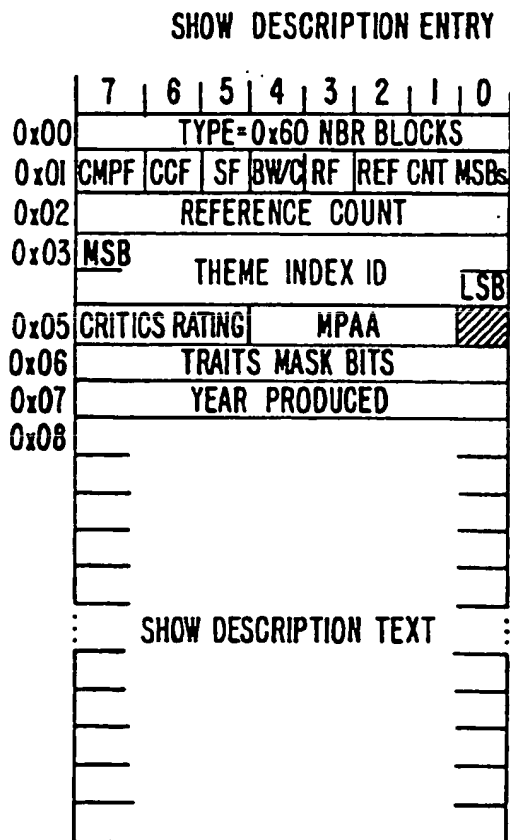 SHOW DESCRIPTION ENTRY
7 6 5 4 3 2 1 0
0x00 TYPE=0x60 NBR BLOCKS
0x01 CMPF CCF SF BW/C RF REF CNT MSBs
0x02 REFERENCE COUNT
0x03 MSB
THEME INDEX ID
LSB
0x05 CRITICS RATING MPAA
0x06 TRAITS MASK BITS
0x07 YEAR PRODUCED
0x08
SHOW DESCRIPTION TEXT